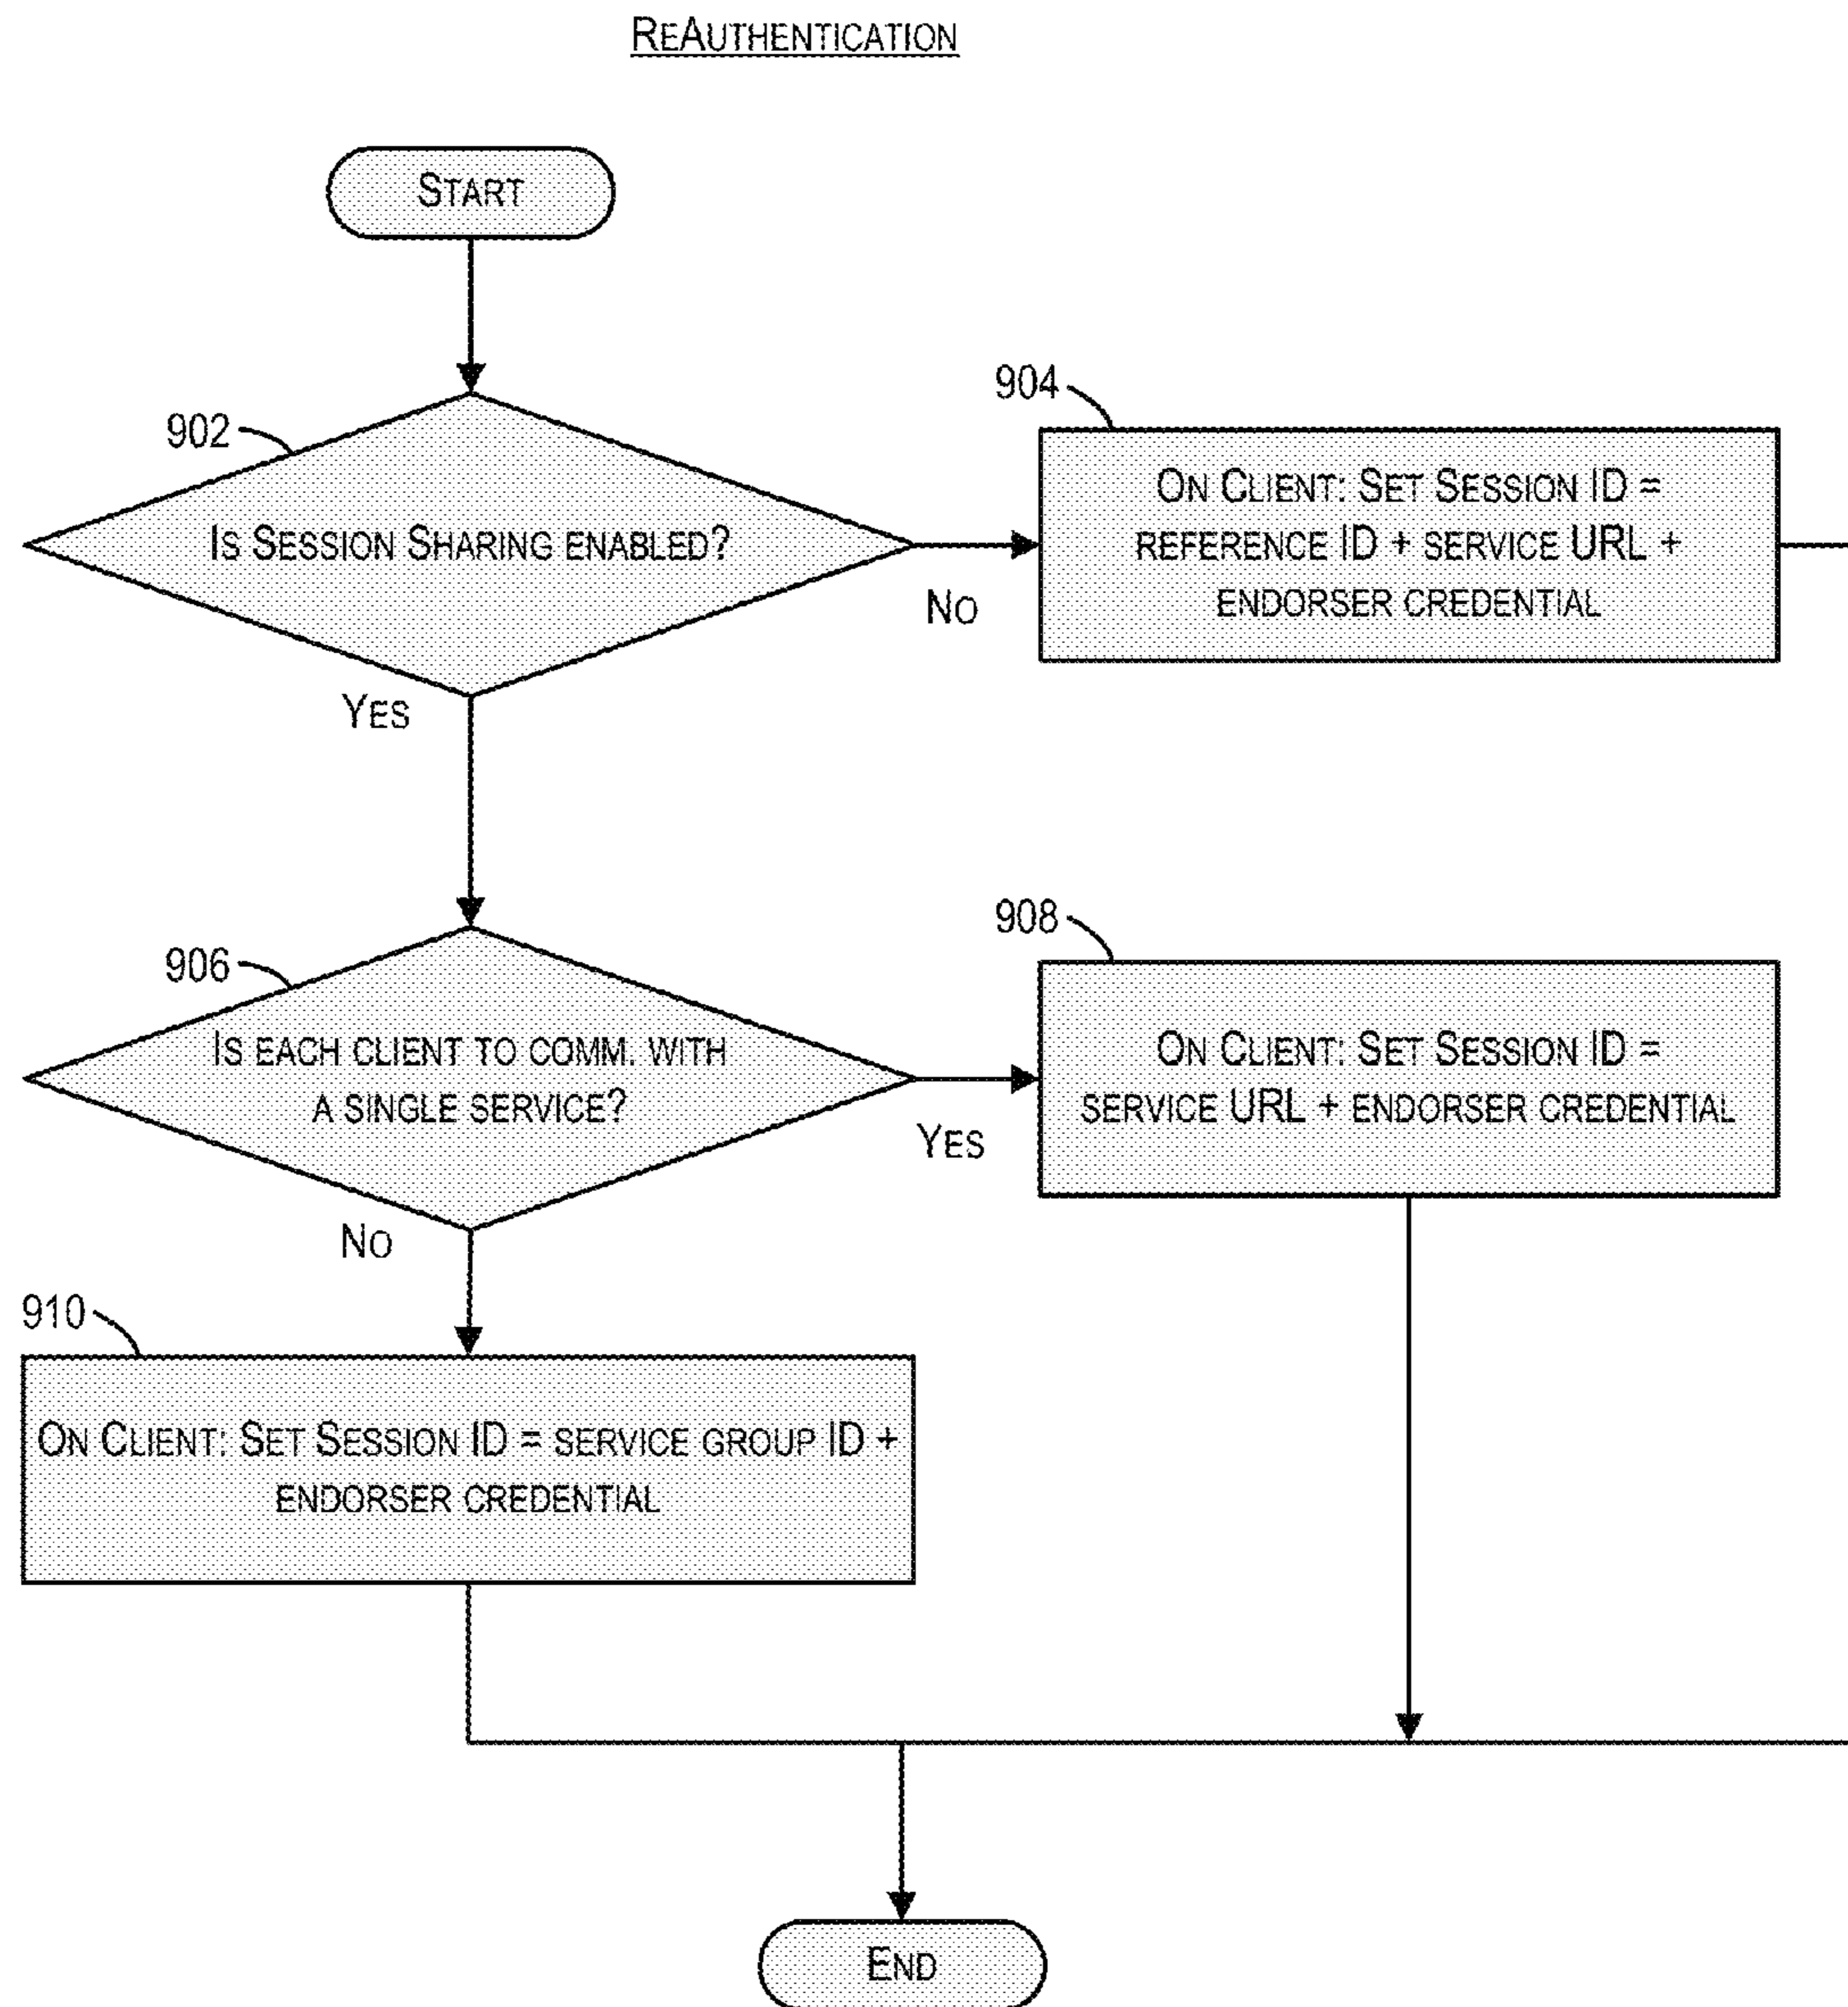 REAUTHENTICATION
START
902
IS SESSION SHARING ENABLED?
NO
YES
904
ON CLIENT: SET SESSION ID =
REFERENCE ID + SERVICE URL +
ENDORSER CREDENTIAL
906
IS EACH CLIENT TO COMM. WITH
A SINGLE SERVICE?
YES
NO
908
ON CLIENT: SET SESSION ID =
SERVICE URL + ENDORSER CREDENTIAL
910
ON CLIENT: SET SESSION ID = SERVICE GROUP ID +
ENDORSER CREDENTIAL
END